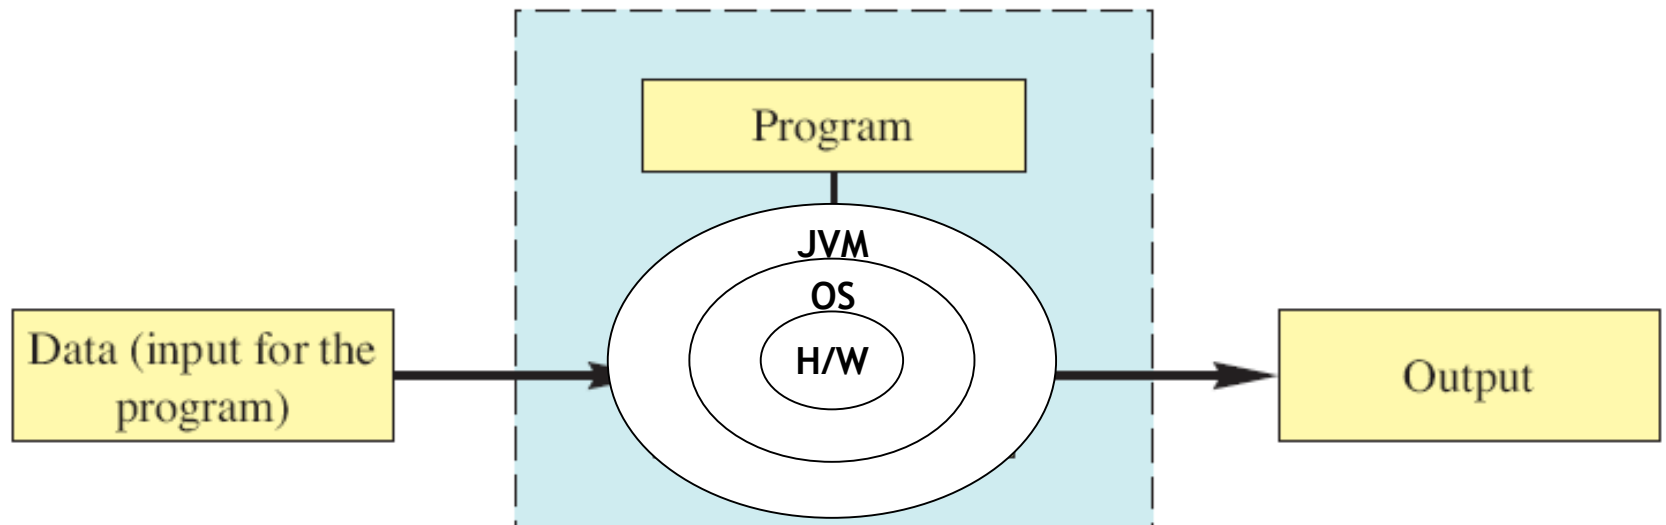 Program
JVM
OS
H/W
Data (input for the
program)
Output